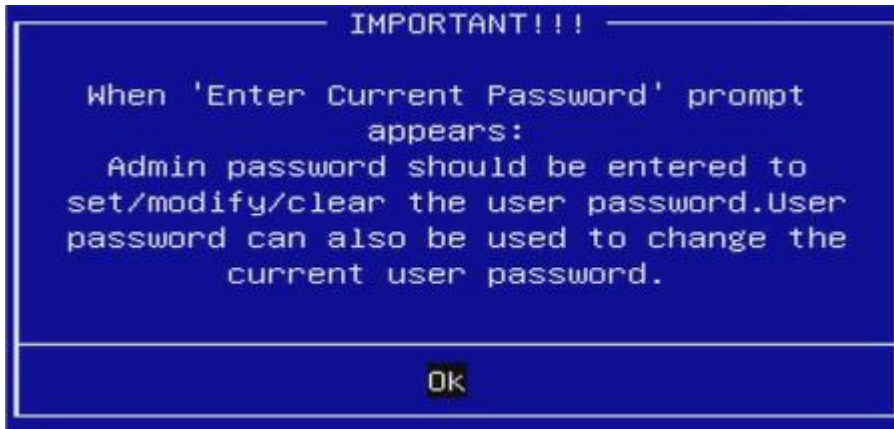 IMPORTANT!!!
When 'Enter Current Password' prompt
appears:
Admin password should be entered to
set/modify/clear the user password.User
password can also be used to change the
current user password.
Ok